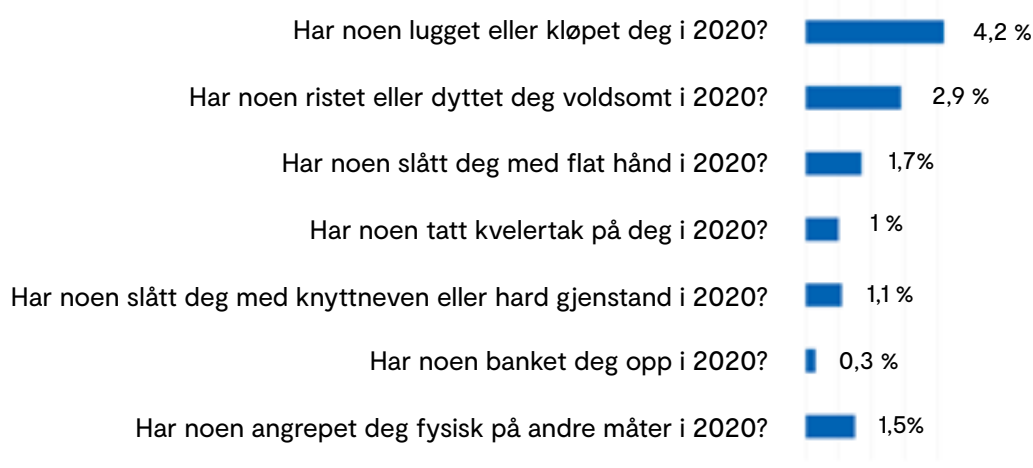 Har noen lugget eller kløpet deg i 2020? 4,2 %
Har noen ristet eller dyttet deg voldsomt i 2020? 2,9 %
Har noen slått deg med flat hånd i 2020? 1,7%
Har noen tatt kvelertak på deg i 2020? 1 %
Har noen slått deg med knyttneven eller hard gjenstand i 2020? 1,1 %
Har noen banket deg opp i 2020? 0,3 %
Har noen angrepet deg fysisk på andre måter i 2020? 1,5%